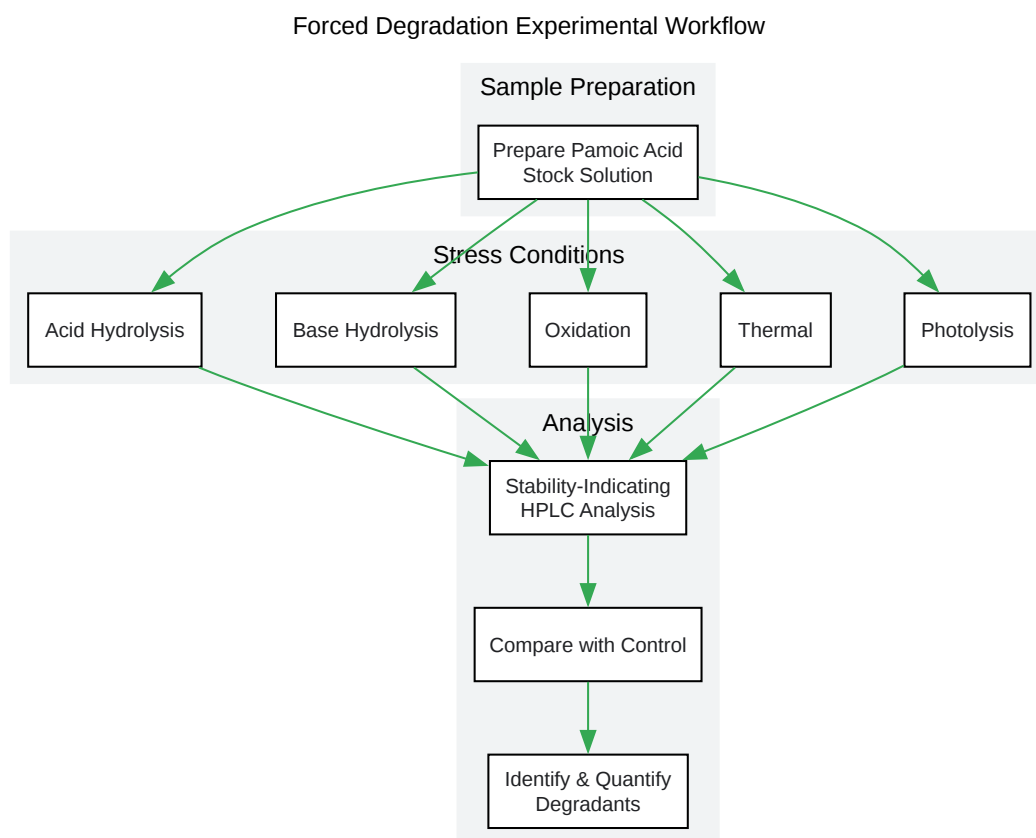 Forced Degradation Experimental Workflow
Sample Preparation
Prepare Pamoic Acid
Stock Solution
Stress Conditions
Acid Hydrolysis
Base Hydrolysis
Oxidation
Thermal
Photolysis
Analysis
Stability-Indicating
HPLC Analysis
Compare with Control
Identify & Quantify
Degradants